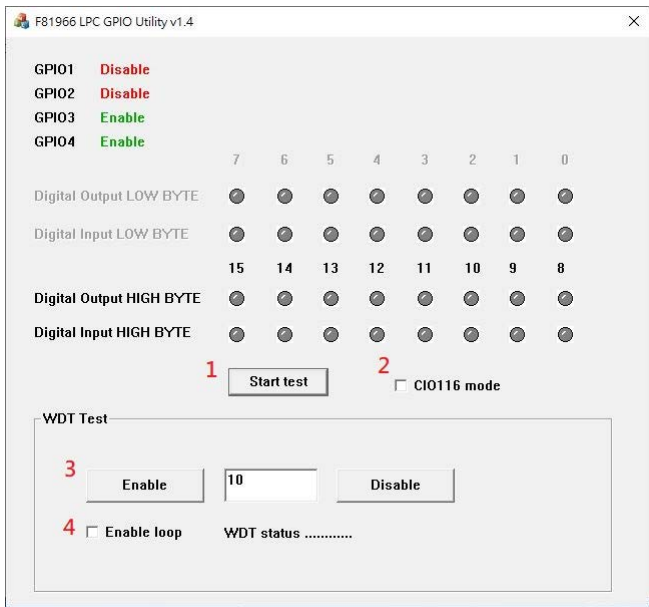 F81966 LPC GPIO Utility v1.4
GPIO1 Disable
GPIO2 Disable
GPIO3 Enable
GPIO4 Enable
7 6 5 4 3 2 1 0
Digital Output LOW BYTE
Digital Input LOW BYTE
15 14 13 12 11 10 9 8
Digital Output HIGH BYTE
Digital Input HIGH BYTE
1 Start test 2 CIO116 mode
WDT Test
3 Enable 10 Disable
4 Enable loop WDT status ............